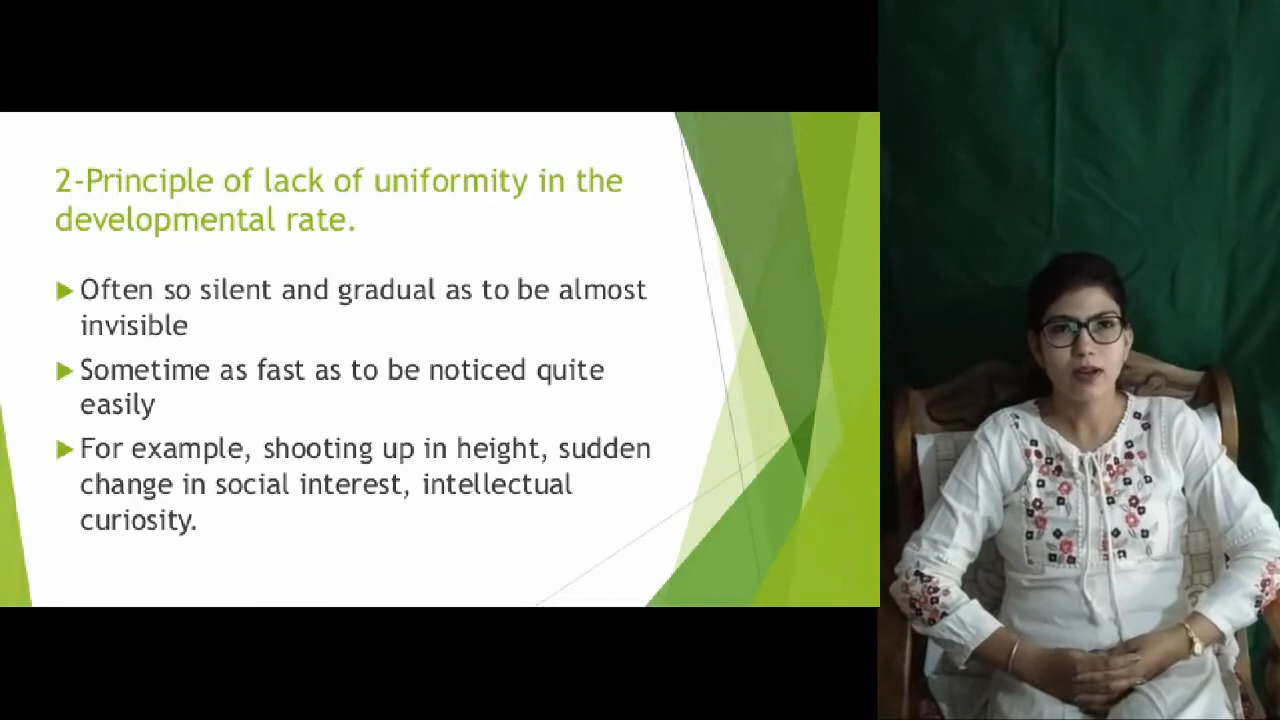 2-Principle of lack of uniformity in the
developmental rate.
Often so silent and gradual as to be almost
invisible
Sometime as fast as to be noticed quite
easily
For example, shooting up in height, sudden
change in social interest, intellectual
curiosity.